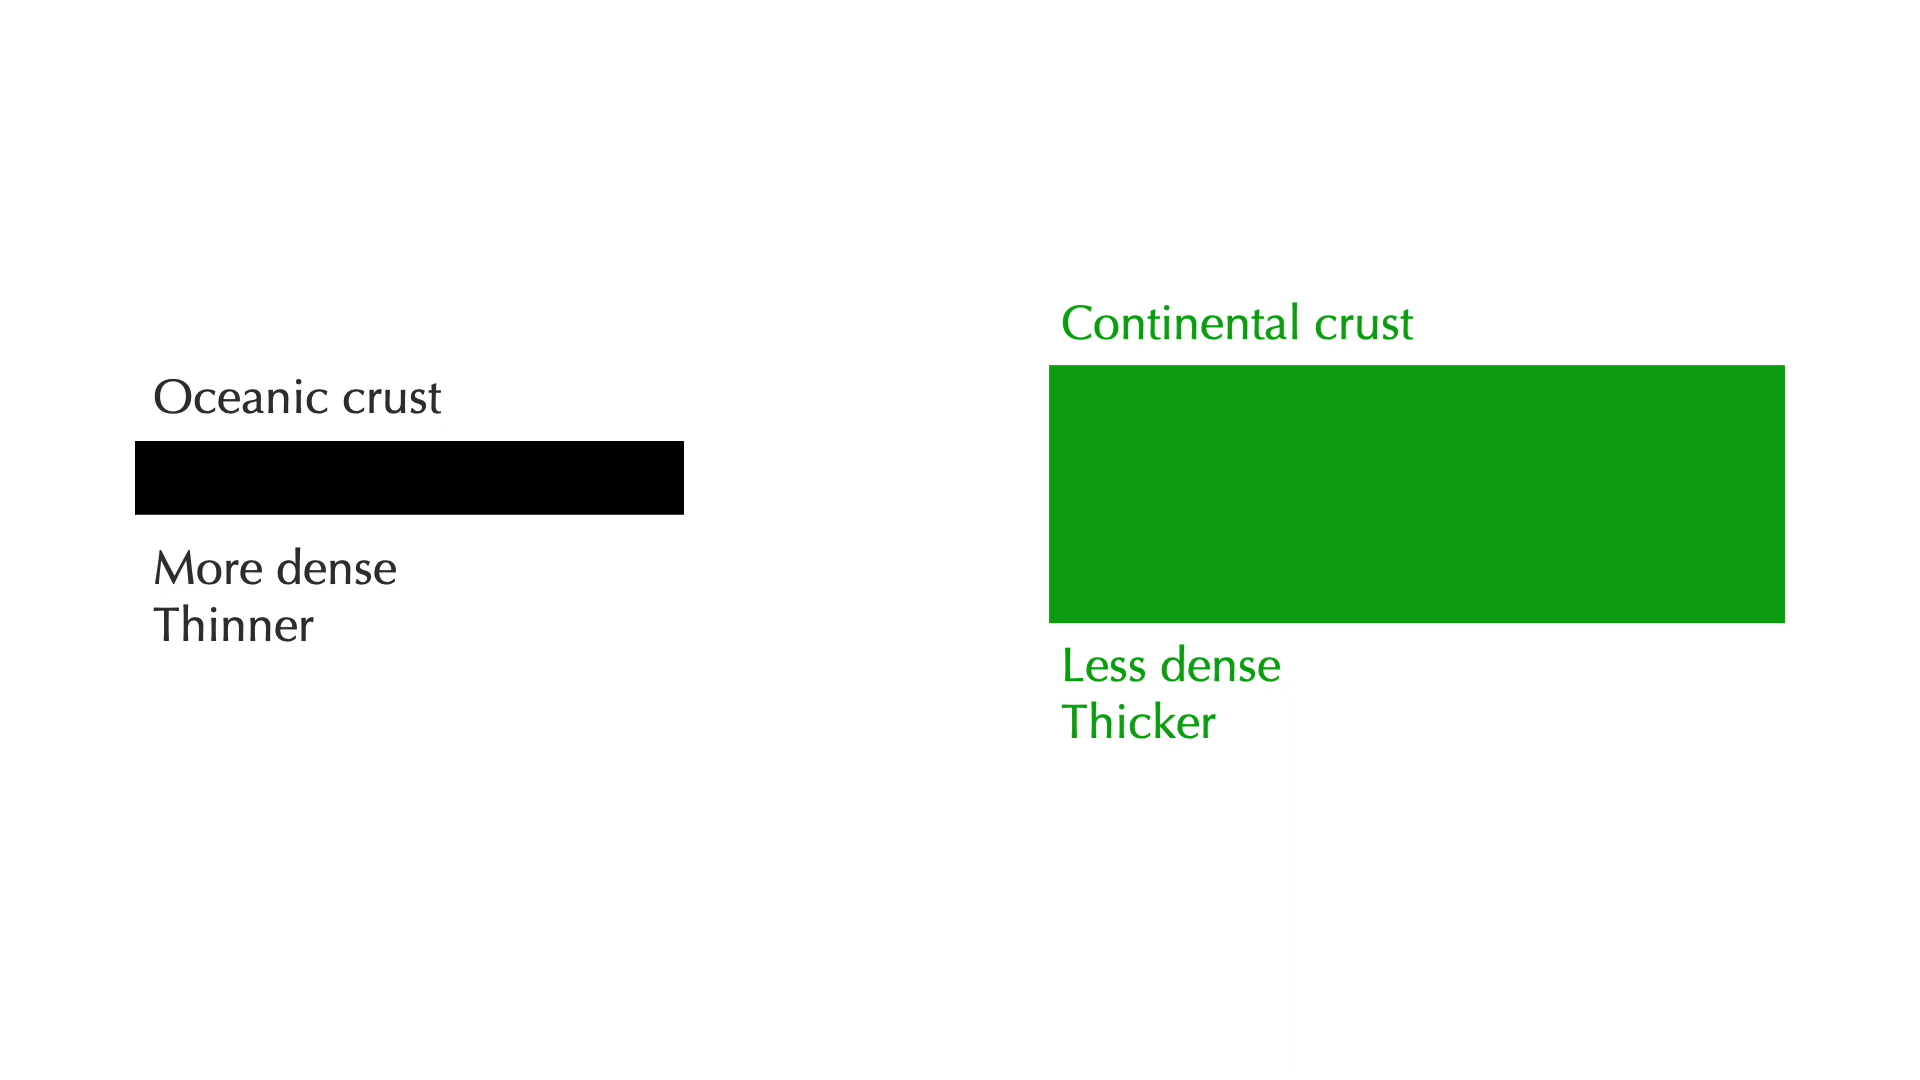 Oceanic crust
More dense
Thinner
Continental crust
Less dense
Thicker